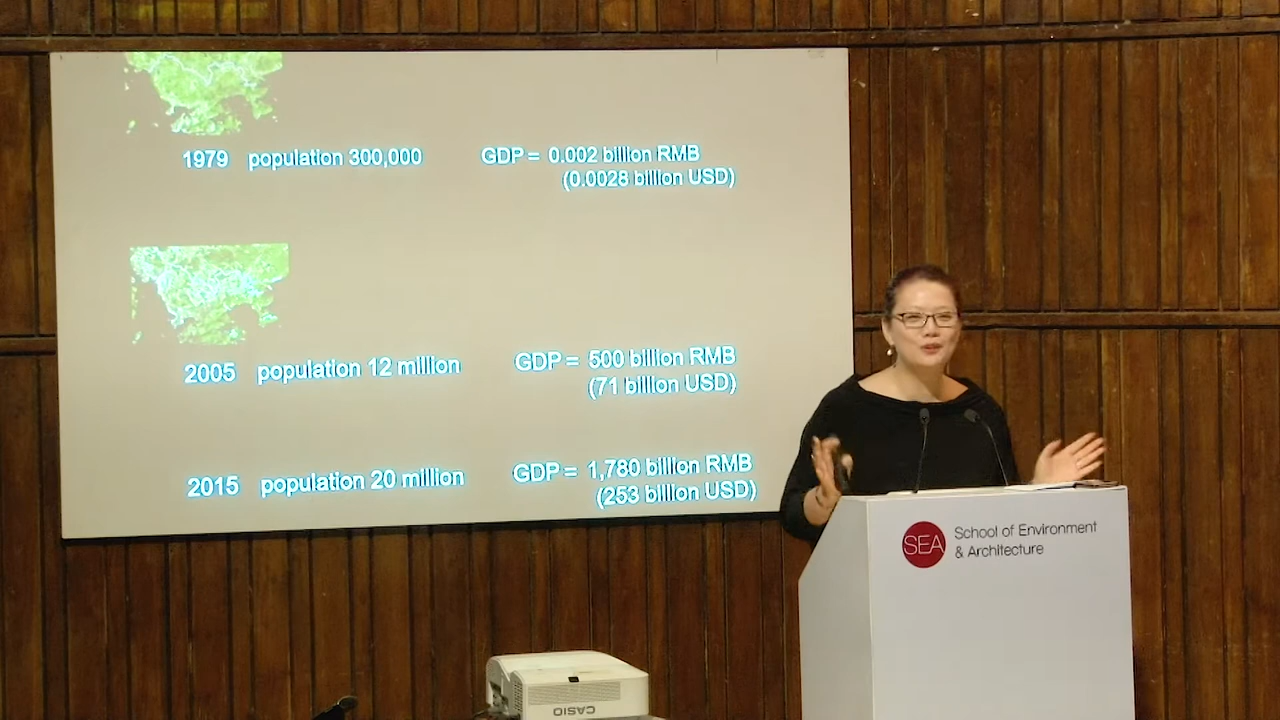 1979 population 300,000 GDP = 0.002 billion RMB
(0.0028 billion USD)
2005 population 12 million GDP = 500 billion RMB
(71 billion USD)
2015 population 20 million GDP = 1,780 billion RMB
(253 billion USD)
SEA School of Environment
& Architecture
CASIO